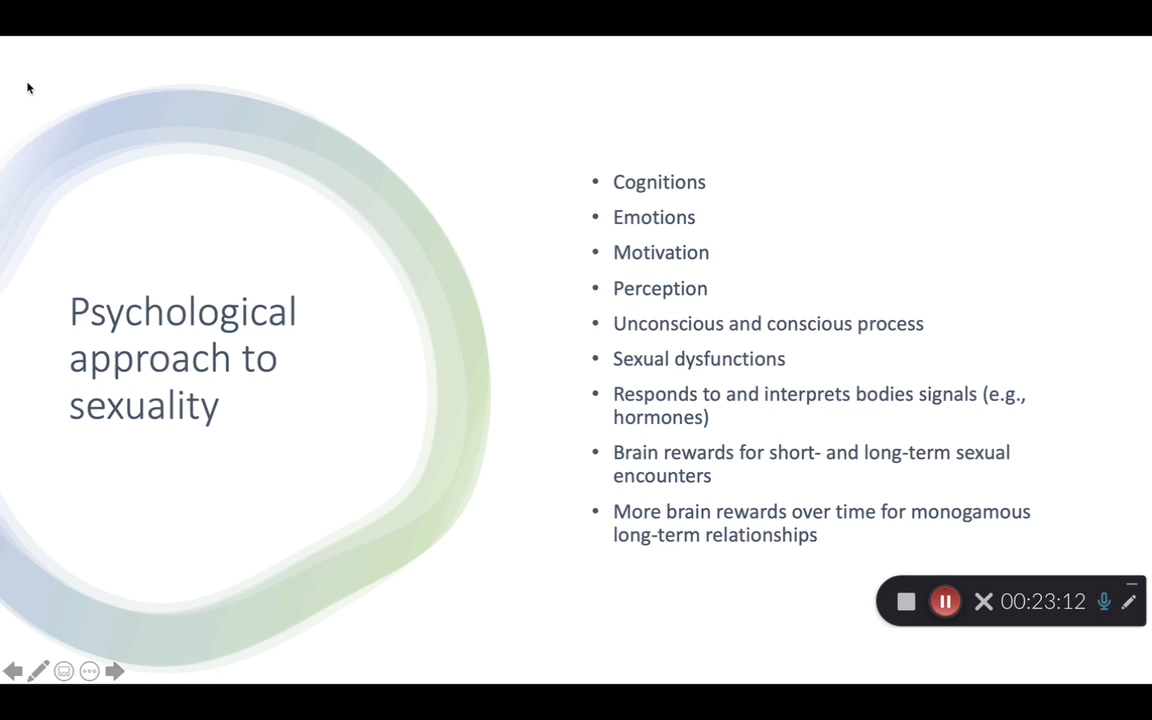 Psychological
approach to
sexuality
• Cognitions
• Emotions
• Motivation
• Perception
• Unconscious and conscious process
• Sexual dysfunctions
• Responds to and interprets bodies signals (e.g.,
hormones)
• Brain rewards for short- and long-term sexual
encounters
• More brain rewards over time for monogamous
long-term relationships
00:23:12